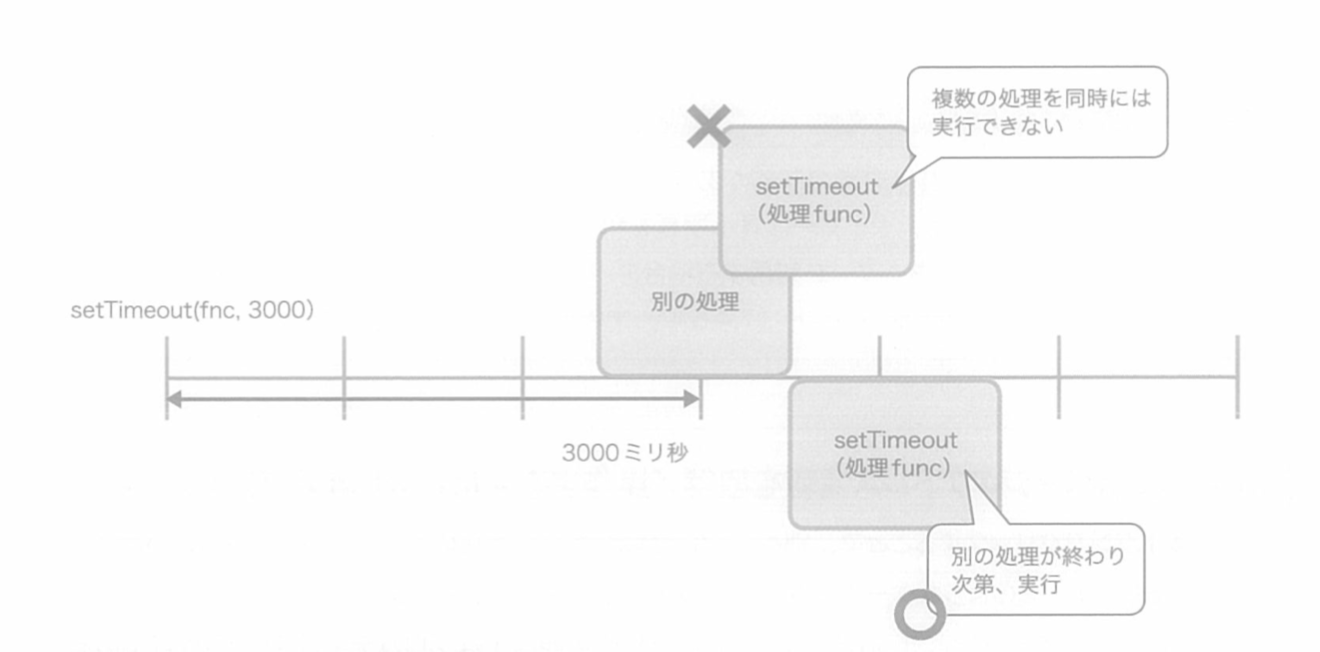 複数の処理を同時には
実行できない
setTimeout
（処理func）
別の処理
setTimeout(fnc, 3000）
3000ミリ秒
setTimeout
（処理func）
別の処理が終わり
次第、実行